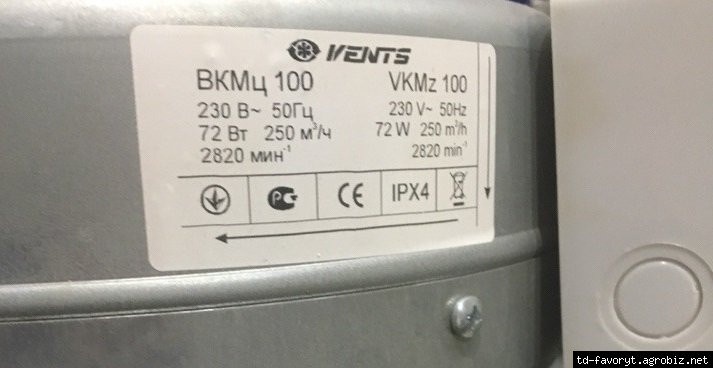 VENTS
ВКМц 100 VKMz 100
230 В~ 50Гц 230 V~ 50Hz
72 Вт 250 м³/ч 72 W 250 m³/h
2820 мин⁻¹ 2820 min⁻¹
РС CE IPX4
td-favoryt.agrobiz.net